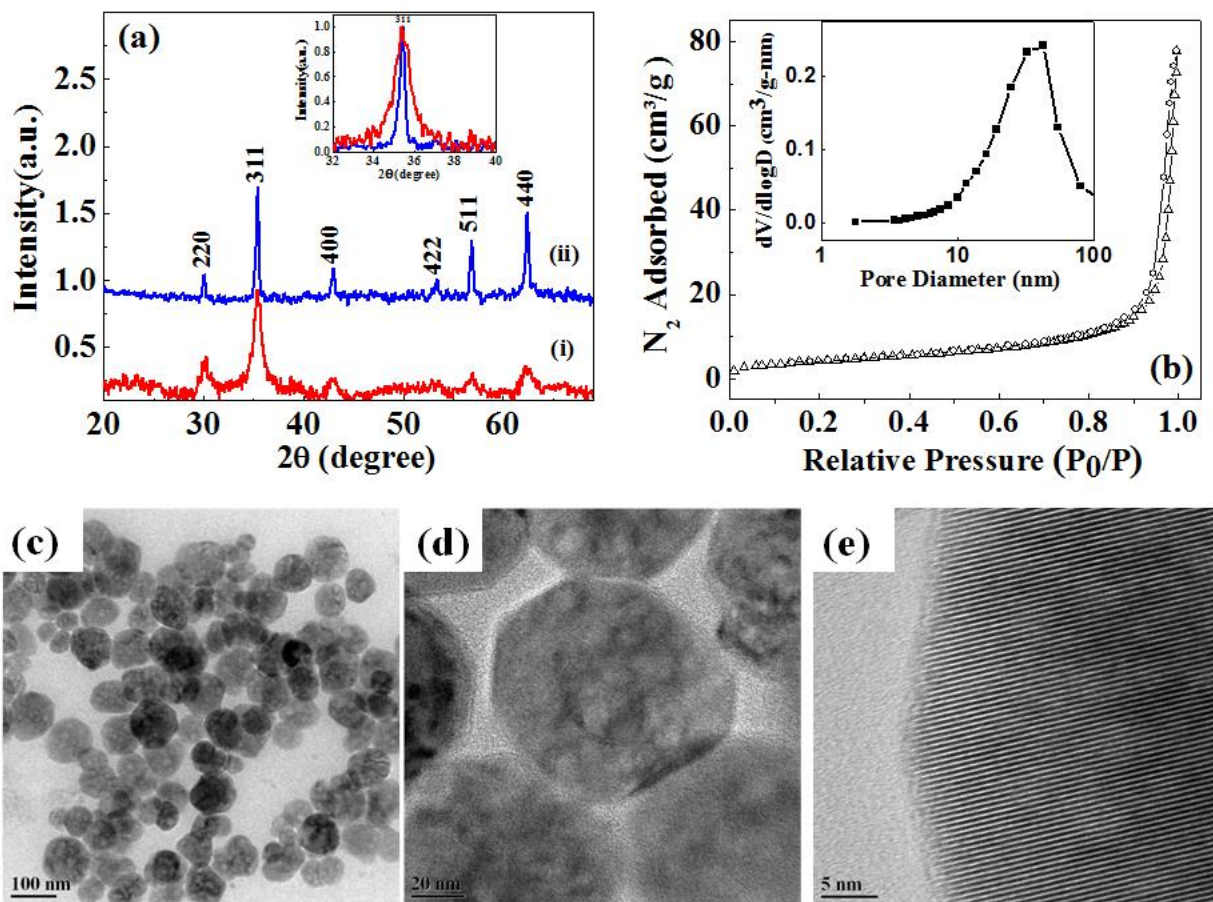 (a)
Intensity(a.u.)
2.5
2.0
1.5
1.0
0.5
20 30 40 50 60
2θ (degree)
220
311
400
422
511
440
(ii)
(i)
311
Intensity(a.u.)
1.0
0.8
0.6
0.4
0.2
0.0
32 34 36 38 40
2θ(degree)
N₂ Adsorbed (cm³/g)
80
60
40
20
0
0.0 0.2 0.4 0.6 0.8 1.0
Relative Pressure (P₀/P)
(b)
dV/dlogD (cm³/g-nm)
0.2
0.1
0.0
1 10 100
Pore Diameter (nm)
(c)
100 nm
(d)
20 nm
(e)
5 nm